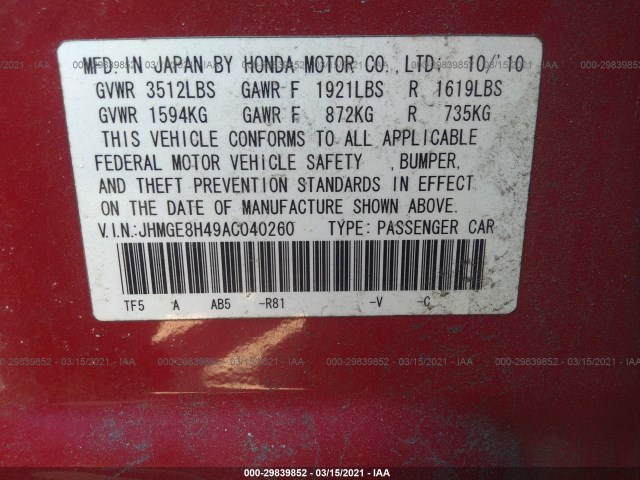 MFD. IN JAPAN BY HONDA MOTOR CO.,LTD; 10/'10
GVWR 3512LBS GAWR F 1921LBS R 1619LBS
GVWR 1594KG GAWR F 872KG R 735KG
THIS VEHICLE CONFORMS TO ALL APPLICABLE
FEDERAL MOTOR VEHICLE SAFETY ,BUMPER,
AND THEFT PREVENTION STANDARDS IN EFFECT
ON THE DATE OF MANUFACTURE SHOWN ABOVE.
V.I.N.:JHMGE8H49AC040260 TYPE: PASSENGER CAR
TF5 A AB5 -R81 -V -C
000-29839852 - 03/15/2021 - IAA